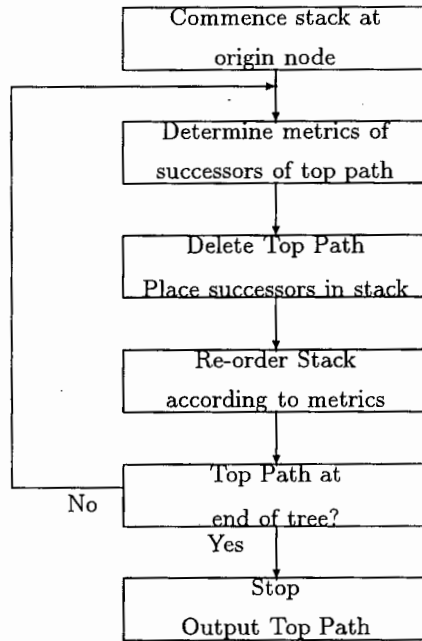 Commence stack at
origin node
Determine metrics of
successors of top path
Delete Top Path
Place successors in stack
Re-order Stack
according to metrics
Top Path at
end of tree?
No
Yes
Stop
Output Top Path